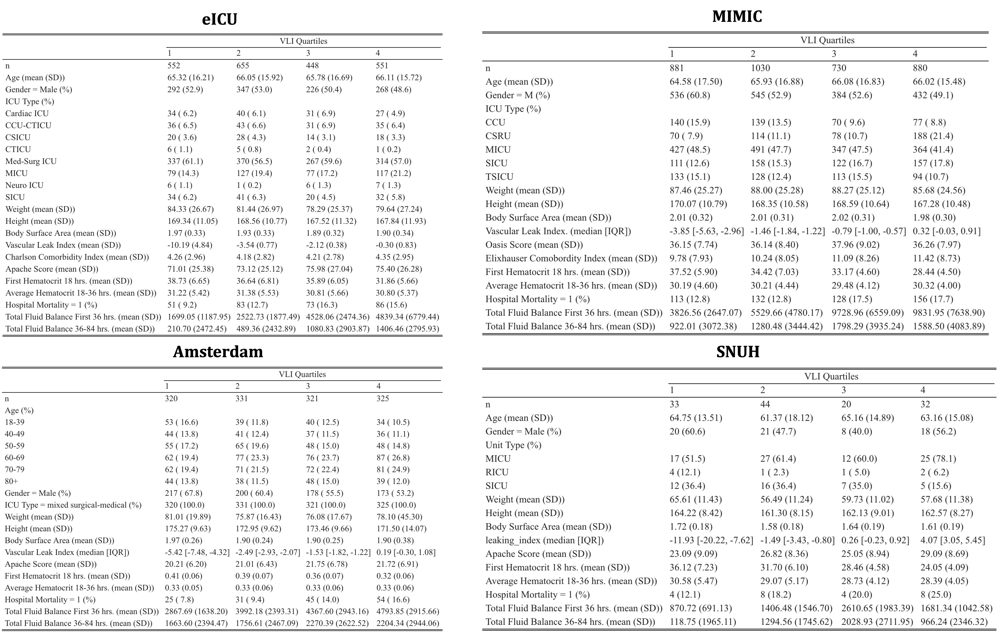 eICU
VLI Quartiles
1 2 3 4
n 552 655 448 551
Age (mean (SD)) 65.32 (16.21) 66.05 (15.92) 65.78 (16.69) 66.11 (15.72)
Gender = Male (%) 292 (52.9) 347 (53.0) 226 (50.4) 268 (48.6)
ICU Type (%)
Cardiac ICU 34 ( 6.2) 40 ( 6.1) 31 ( 6.9) 27 ( 4.9)
CCU-CTICU 36 ( 6.5) 43 ( 6.6) 31 ( 6.9) 35 ( 6.4)
CSICU 20 ( 3.6) 28 ( 4.3) 14 ( 3.1) 18 ( 3.3)
CTICU 6 ( 1.1) 5 ( 0.8) 2 ( 0.4) 1 ( 0.2)
Med-Surg ICU 337 (61.1) 370 (56.5) 267 (59.6) 314 (57.0)
MICU 79 (14.3) 127 (19.4) 77 (17.2) 117 (21.2)
Neuro ICU 6 ( 1.1) 1 ( 0.2) 6 ( 1.3) 7 ( 1.3)
SICU 34 ( 6.2) 41 ( 6.3) 20 ( 4.5) 32 ( 5.8)
Weight (mean (SD)) 84.33 (26.67) 81.44 (26.97) 78.29 (25.37) 79.64 (27.24)
Height (mean (SD)) 169.34 (11.05) 168.56 (10.77) 167.52 (11.32) 167.84 (11.93)
Body Surface Area (mean (SD)) 1.97 (0.33) 1.93 (0.33) 1.89 (0.32) 1.90 (0.34)
Vascular Leak Index (mean (SD)) -10.19 (4.84) -3.54 (0.77) -2.12 (0.38) -0.30 (0.83)
Charlson Comorbidity Index (mean (SD)) 4.26 (2.96) 4.18 (2.82) 4.21 (2.78) 4.35 (2.95)
Apache Score (mean (SD)) 71.01 (25.38) 73.12 (25.12) 75.98 (27.04) 75.40 (26.28)
First Hematocrit 18 hrs. (mean (SD)) 38.73 (6.65) 36.64 (6.81) 35.89 (6.05) 31.86 (5.66)
Average Hematocrit 18-36 hrs. (mean (SD)) 31.22 (5.42) 31.38 (5.53) 30.81 (5.66) 30.80 (5.37)
Hospital Mortality = 1 (%) 51 ( 9.2) 83 (12.7) 73 (16.3) 86 (15.6)
Total Fluid Balance First 36 hrs. (mean (SD)) 1699.05 (1187.95) 2522.73 (1877.49) 4528.06 (2474.36) 4839.34 (6779.44)
Total Fluid Balance 36-84 hrs. (mean (SD)) 210.70 (2472.45) 489.36 (2432.89) 1080.83 (2903.87) 1406.46 (2795.93)
MIMIC
VLI Quartiles
1 2 3 4
n 881 1030 730 880
Age (mean (SD)) 64.58 (17.50) 65.93 (16.88) 66.08 (16.83) 66.02 (15.48)
Gender = M (%) 536 (60.8) 545 (52.9) 384 (52.6) 432 (49.1)
ICU Type (%)
CCU 140 (15.9) 139 (13.5) 70 ( 9.6) 77 ( 8.8)
CSRU 70 ( 7.9) 114 (11.1) 78 (10.7) 188 (21.4)
MICU 427 (48.5) 491 (47.7) 347 (47.5) 364 (41.4)
SICU 111 (12.6) 158 (15.3) 122 (16.7) 157 (17.8)
TSICU 133 (15.1) 128 (12.4) 113 (15.5) 94 (10.7)
Weight (mean (SD)) 87.46 (25.27) 88.00 (25.28) 88.27 (25.12) 85.68 (24.56)
Height (mean (SD)) 170.07 (10.79) 168.35 (10.58) 168.59 (10.64) 167.28 (10.48)
Body Surface Area (mean (SD)) 2.01 (0.32) 2.01 (0.31) 2.02 (0.31) 1.98 (0.30)
Vascular Leak Index. (median [IQR]) -3.85 [-5.63, -2.96] -1.46 [-1.84, -1.22] -0.79 [-1.00, -0.57] 0.32 [-0.03, 0.91]
Oasis Score (mean (SD)) 36.15 (7.74) 36.14 (8.40) 37.96 (9.02) 36.26 (7.97)
Elixhauser Comobordity Index (mean (SD)) 9.78 (7.93) 10.24 (8.05) 11.09 (8.26) 11.42 (8.73)
First Hematocrit 18 hrs. (mean (SD)) 37.52 (5.90) 34.42 (7.03) 33.17 (4.60) 28.44 (4.50)
Average Hematocrit 18-36 hrs. (mean (SD)) 30.19 (4.60) 30.21 (4.44) 29.48 (4.12) 30.32 (4.00)
Hospital Mortality = 1 (%) 113 (12.8) 132 (12.8) 128 (17.5) 156 (17.7)
Total Fluid Balance First 36 hrs. (mean (SD)) 3826.56 (2647.07) 5529.66 (4780.17) 9728.96 (6559.09) 9831.95 (7638.90)
Total Fluid Balance 36-84 hrs. (mean (SD)) 922.01 (3072.38) 1280.48 (3444.42) 1798.29 (3935.24) 1588.50 (4083.89)
Amsterdam
VLI Quartiles
1 2 3 4
n 320 331 321 325
Age (%)
18-39 53 ( 16.6) 39 ( 11.8) 40 ( 12.5) 34 ( 10.5)
40-49 44 ( 13.8) 41 ( 12.4) 37 ( 11.5) 36 ( 11.1)
50-59 55 ( 17.2) 65 ( 19.6) 48 ( 15.0) 48 ( 14.8)
60-69 62 ( 19.4) 77 ( 23.3) 76 ( 23.7) 87 ( 26.8)
70-79 62 ( 19.4) 71 ( 21.5) 72 ( 22.4) 81 ( 24.9)
80+ 44 ( 13.8) 38 ( 11.5) 48 ( 15.0) 39 ( 12.0)
Gender = Male (%) 217 ( 67.8) 200 ( 60.4) 178 ( 55.5) 173 ( 53.2)
ICU Type = mixed surgical-medical (%) 320 (100.0) 331 (100.0) 321 (100.0) 325 (100.0)
Weight (mean (SD)) 81.01 (19.89) 75.87 (16.43) 76.08 (17.67) 78.10 (45.30)
Height (mean (SD)) 175.27 (9.63) 172.95 (9.62) 173.46 (9.66) 171.50 (14.07)
Body Surface Area (mean (SD)) 1.97 (0.26) 1.90 (0.24) 1.90 (0.25) 1.90 (0.38)
Vascular Leak Index (median [IQR]) -5.42 [-7.48, -4.32] -2.49 [-2.93, -2.07] -1.53 [-1.82, -1.22] 0.19 [-0.30, 1.08]
Apache Score (mean (SD)) 20.21 (6.20) 21.01 (6.43) 21.75 (6.78) 21.72 (6.91)
First Hematocrit 18 hrs. (mean (SD)) 0.41 (0.06) 0.39 (0.07) 0.36 (0.07) 0.32 (0.06)
Average Hematocrit 18-36 hrs. (mean (SD)) 0.33 (0.05) 0.33 (0.06) 0.33 (0.06) 0.33 (0.06)
Hospital Mortality = 1 (%) 25 ( 7.8) 31 ( 9.4) 45 ( 14.0) 54 ( 16.6)
Total Fluid Balance First 36 hrs. (mean (SD)) 2867.69 (1638.20) 3992.18 (2393.31) 4367.60 (2943.16) 4793.85 (2915.66)
Total Fluid Balance 36-84 hrs. (mean (SD)) 1663.60 (2394.47) 1756.61 (2467.09) 2270.39 (2622.52) 2204.34 (2944.06)
SNUH
VLI Quartiles
1 2 3 4
n 33 44 20 32
Age (mean (SD)) 64.75 (13.51) 61.37 (18.12) 65.16 (14.89) 63.16 (15.08)
Gender = Male (%) 20 (60.6) 21 (47.7) 8 (40.0) 18 (56.2)
Unit Type (%)
MICU 17 (51.5) 27 (61.4) 12 (60.0) 25 (78.1)
RICU 4 (12.1) 1 ( 2.3) 1 ( 5.0) 2 ( 6.2)
SICU 12 (36.4) 16 (36.4) 7 (35.0) 5 (15.6)
Weight (mean (SD)) 65.61 (11.43) 56.49 (11.24) 59.73 (11.02) 57.68 (11.38)
Height (mean (SD)) 164.22 (8.42) 161.30 (8.15) 162.13 (9.01) 162.57 (8.27)
Body Surface Area (mean (SD)) 1.72 (0.18) 1.58 (0.18) 1.64 (0.19) 1.61 (0.19)
leaking_index (median [IQR]) -11.93 [-20.22, -7.62] -1.49 [-3.43, -0.80] 0.26 [-0.23, 0.92] 4.07 [3.05, 5.45]
Apache Score (mean (SD)) 23.09 (9.09) 26.82 (8.36) 25.05 (8.94) 29.09 (8.69)
First Hematocrit 18 hrs. (mean (SD)) 36.12 (7.23) 31.70 (6.10) 28.46 (4.58) 24.05 (4.09)
Average Hematocrit 18-36 hrs. (mean (SD)) 30.58 (5.47) 29.07 (5.17) 28.73 (4.12) 28.39 (4.05)
Hospital Mortality = 1 (%) 4 (12.1) 8 (18.2) 4 (20.0) 8 (25.0)
Total Fluid Balance First 36 hrs. (mean (SD)) 870.72 (691.13) 1406.48 (1546.70) 2610.65 (1983.39) 1681.34 (1042.58)
Total Fluid Balance 36-84 hrs. (mean (SD)) 118.75 (1965.11) 1294.56 (1745.62) 2028.93 (2711.95) 966.24 (2346.32)